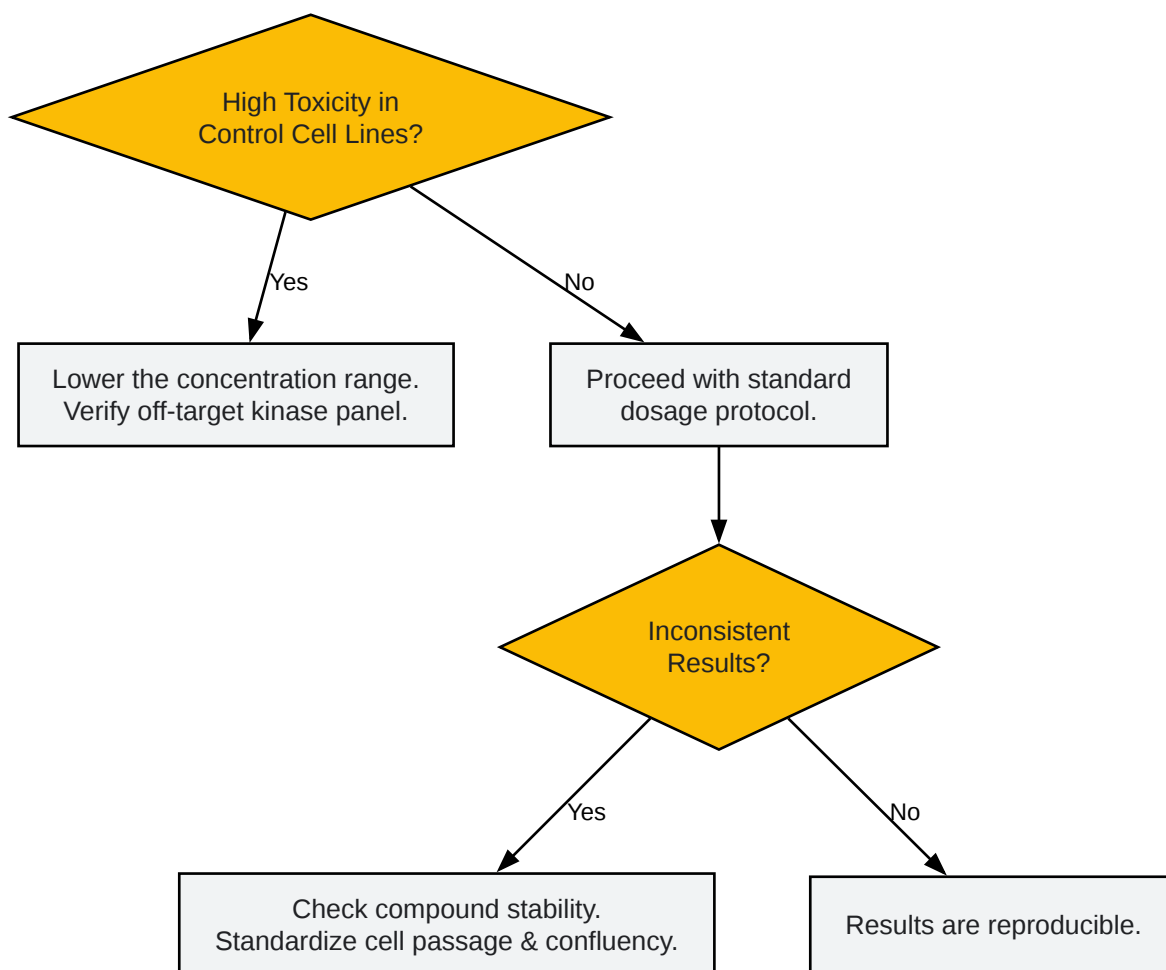 High Toxicity in
Control Cell Lines?
Yes
No
Lower the concentration range.
Verify off-target kinase panel.
Proceed with standard
dosage protocol.
Inconsistent
Results?
Yes
No
Check compound stability.
Standardize cell passage & confluency.
Results are reproducible.